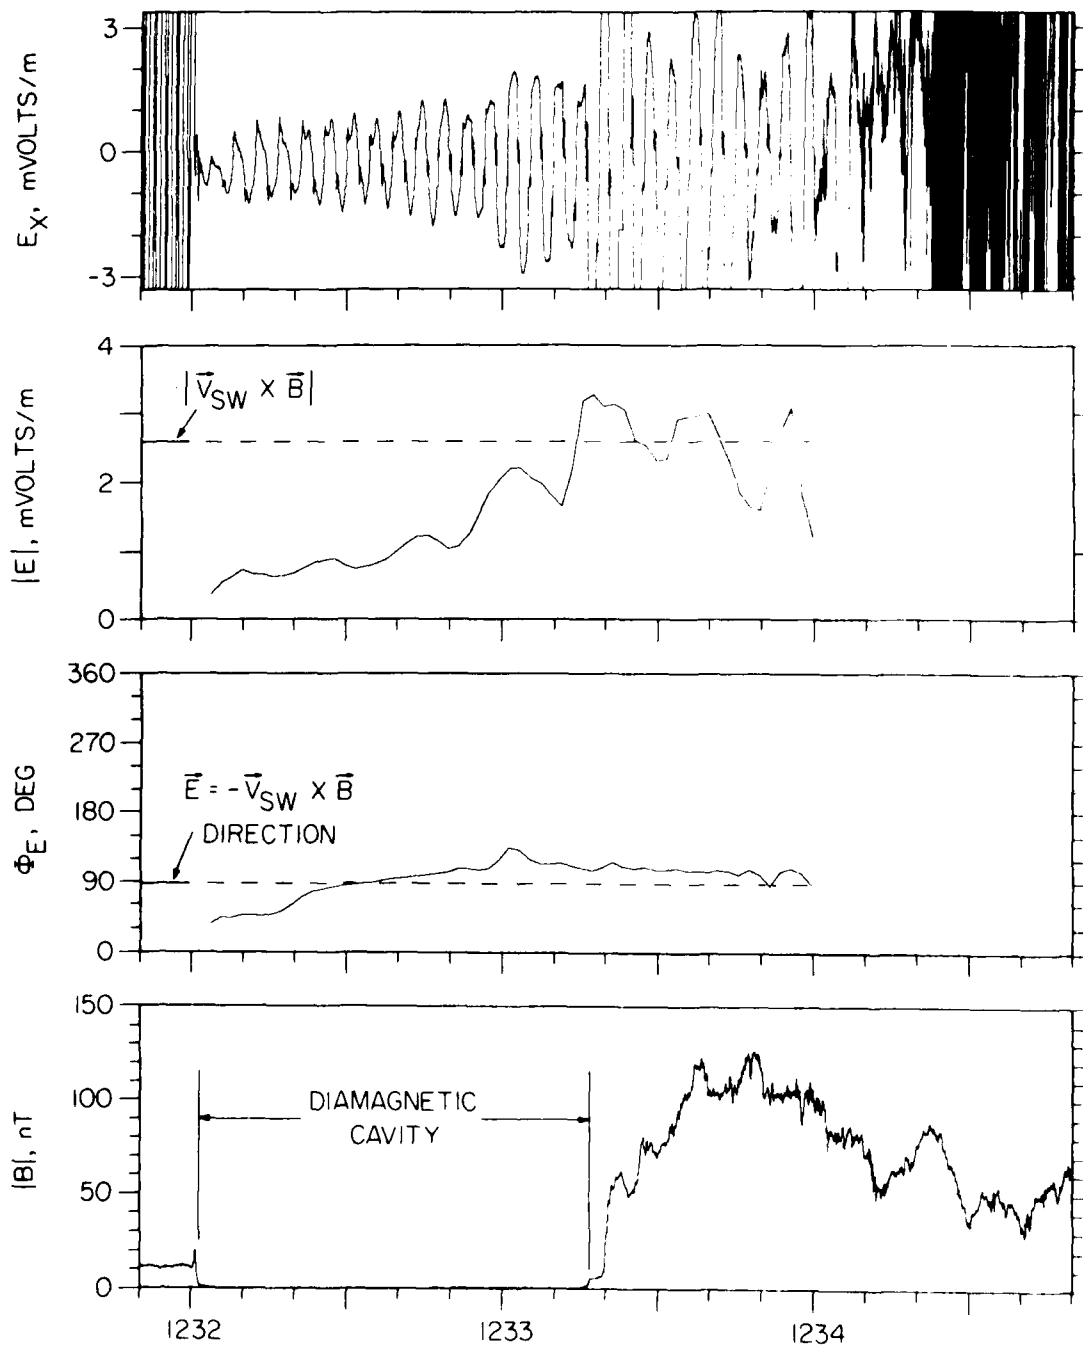 3
0
-3
E_X, mVOLTS/m
4
2
0
|E|, mVOLTS/m
|V_SW X B|
360
270
180
90
0
Φ_E, DEG
E = -V_SW X B
DIRECTION
150
100
50
0
|B|, nT
DIAMAGNETIC
CAVITY
1232
1233
1234